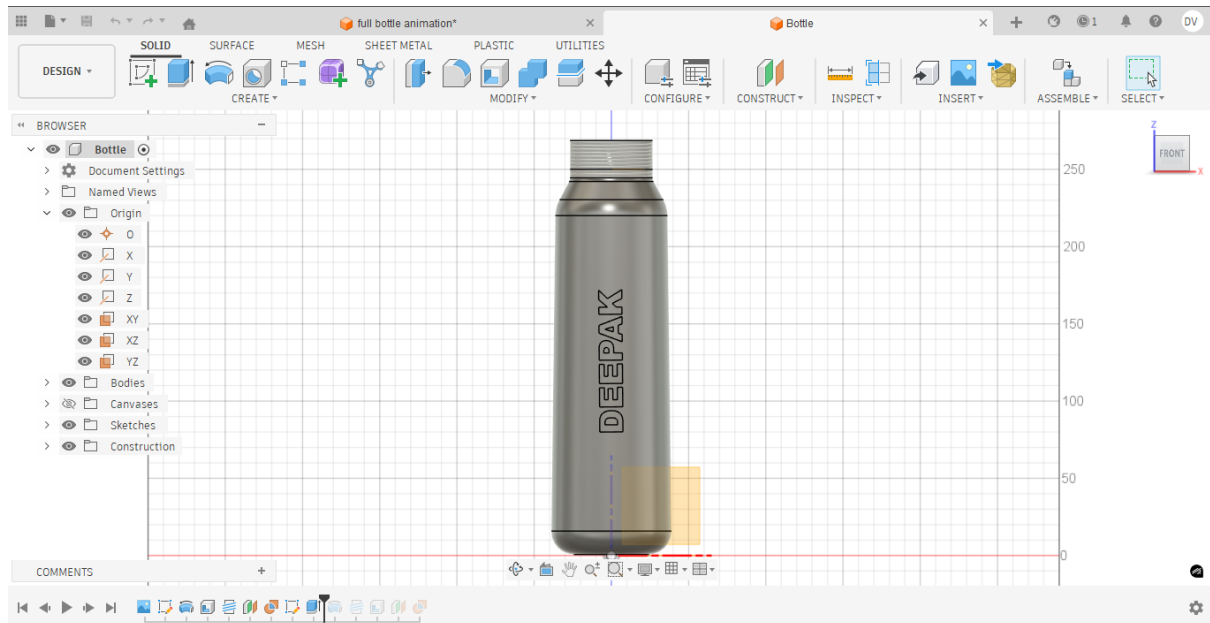 full bottle animation*
Bottle
1
DV
DESIGN
SOLID
SURFACE
MESH
SHEET METAL
PLASTIC
UTILITIES
CREATE
MODIFY
CONFIGURE
CONSTRUCT
INSPECT
INSERT
ASSEMBLE
SELECT
BROWSER
Bottle
Document Settings
Named Views
Origin
O
X
Y
Z
XY
XZ
YZ
Bodies
Canvases
Sketches
Construction
DEEPAK
250
200
150
100
50
0
Z
FRONT
X
COMMENTS